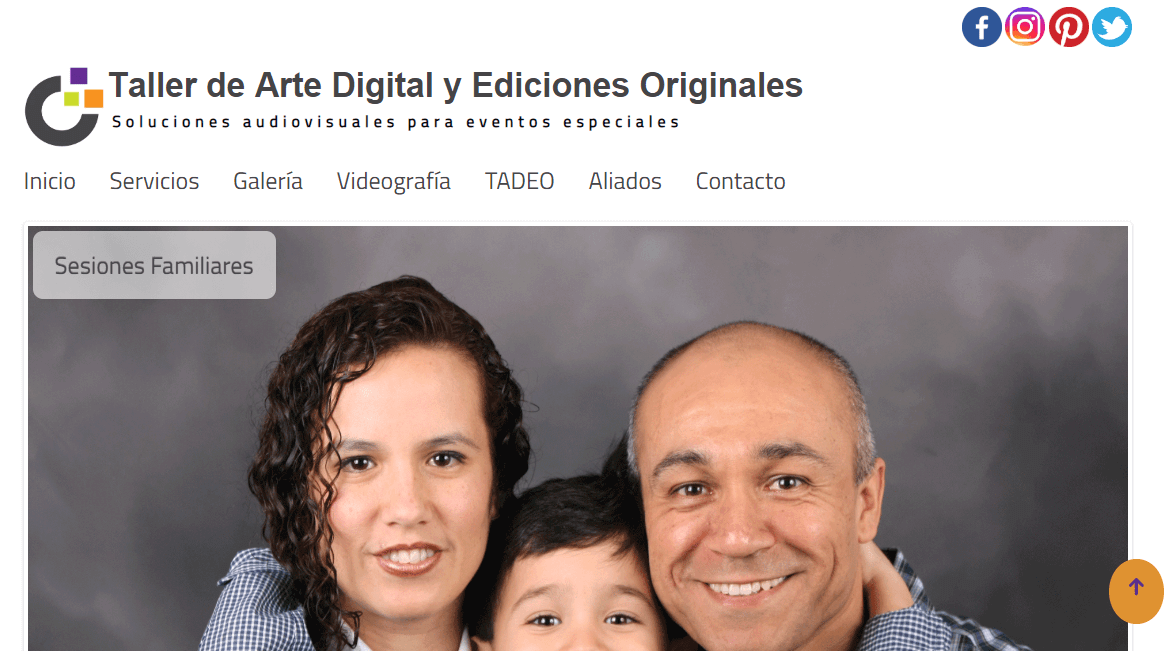 Taller de Arte Digital y Ediciones Originales
Soluciones audiovisuales para eventos especiales
Inicio Servicios Galería Videografía TADEO Aliados Contacto
Sesiones Familiares